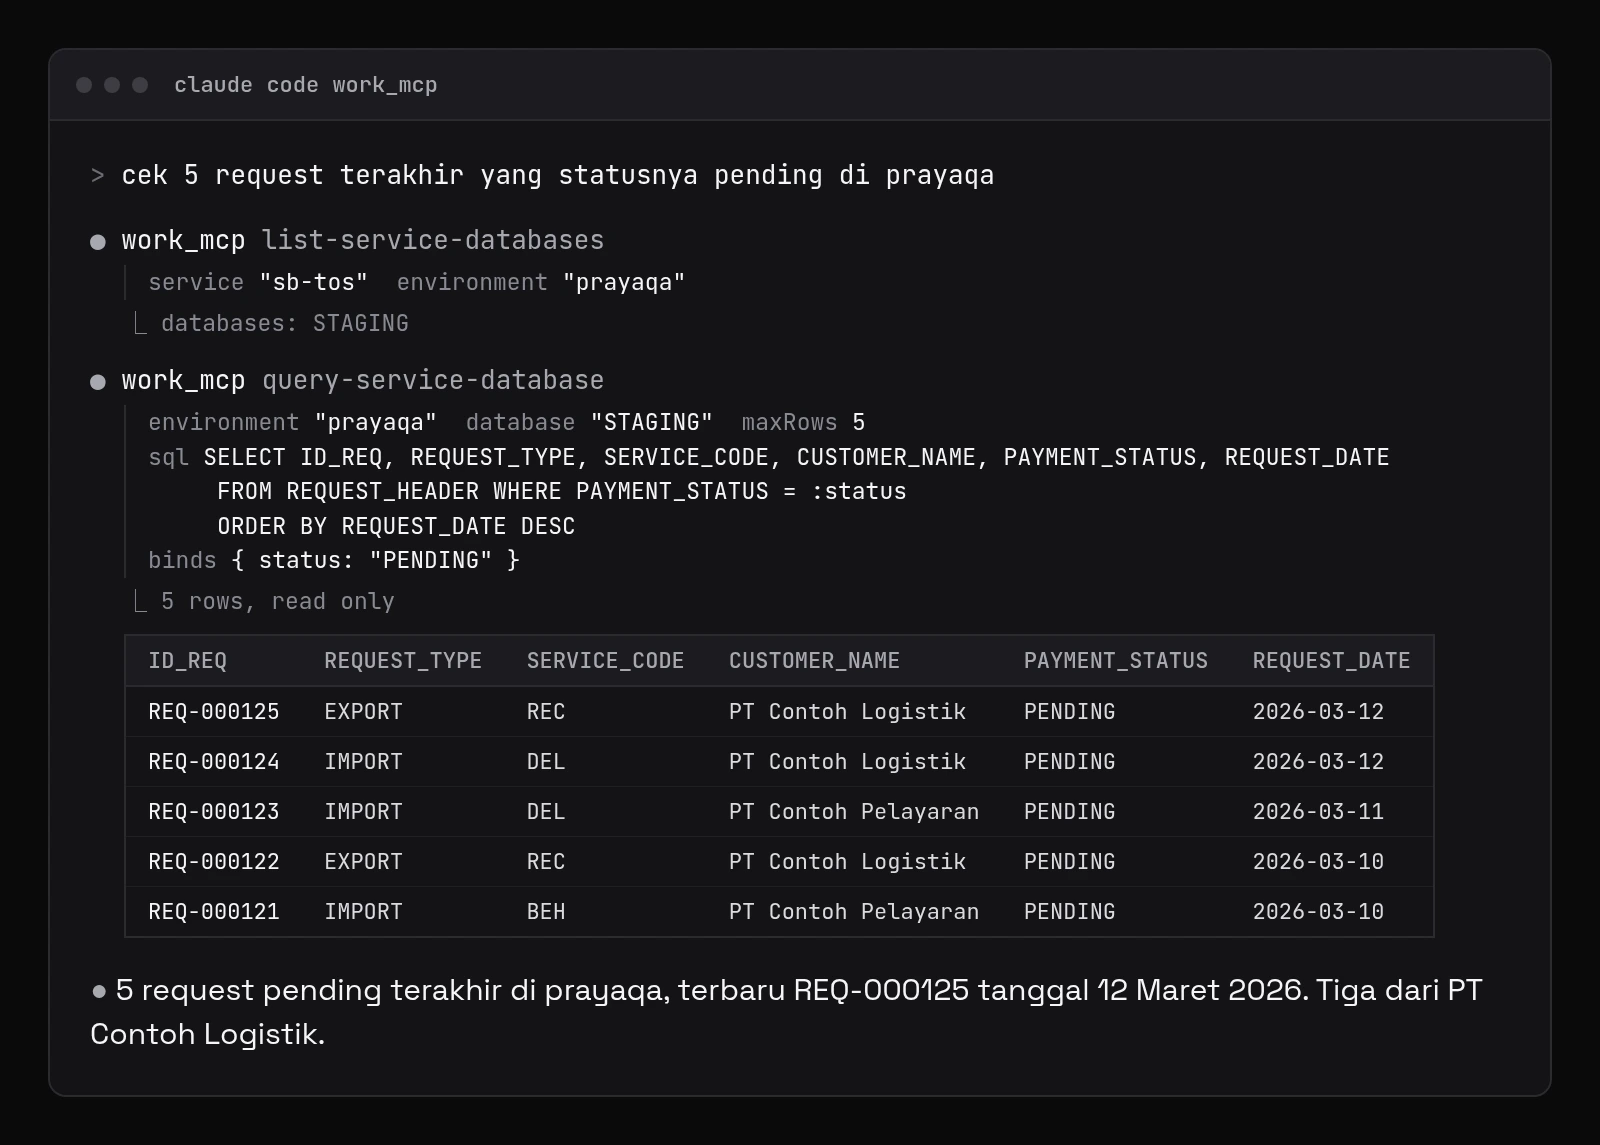 claude code work_mcp
> cek 5 request terakhir yang statusnya pending di prayaqa
● work_mcp list-service-databases
service "sb-tos" environment "prayaqa"
⎿ databases: STAGING
● work_mcp query-service-database
environment "prayaqa" database "STAGING" maxRows 5
sql SELECT ID_REQ, REQUEST_TYPE, SERVICE_CODE, CUSTOMER_NAME, PAYMENT_STATUS, REQUEST_DATE
FROM REQUEST_HEADER WHERE PAYMENT_STATUS = :status
ORDER BY REQUEST_DATE DESC
binds { status: "PENDING" }
⎿ 5 rows, read only
ID_REQ REQUEST_TYPE SERVICE_CODE CUSTOMER_NAME PAYMENT_STATUS REQUEST_DATE
REQ-000125 EXPORT REC PT Contoh Logistik PENDING 2026-03-12
REQ-000124 IMPORT DEL PT Contoh Logistik PENDING 2026-03-12
REQ-000123 IMPORT DEL PT Contoh Pelayaran PENDING 2026-03-11
REQ-000122 EXPORT REC PT Contoh Logistik PENDING 2026-03-10
REQ-000121 IMPORT BEH PT Contoh Pelayaran PENDING 2026-03-10
● 5 request pending terakhir di prayaqa, terbaru REQ-000125 tanggal 12 Maret 2026. Tiga dari PT
Contoh Logistik.